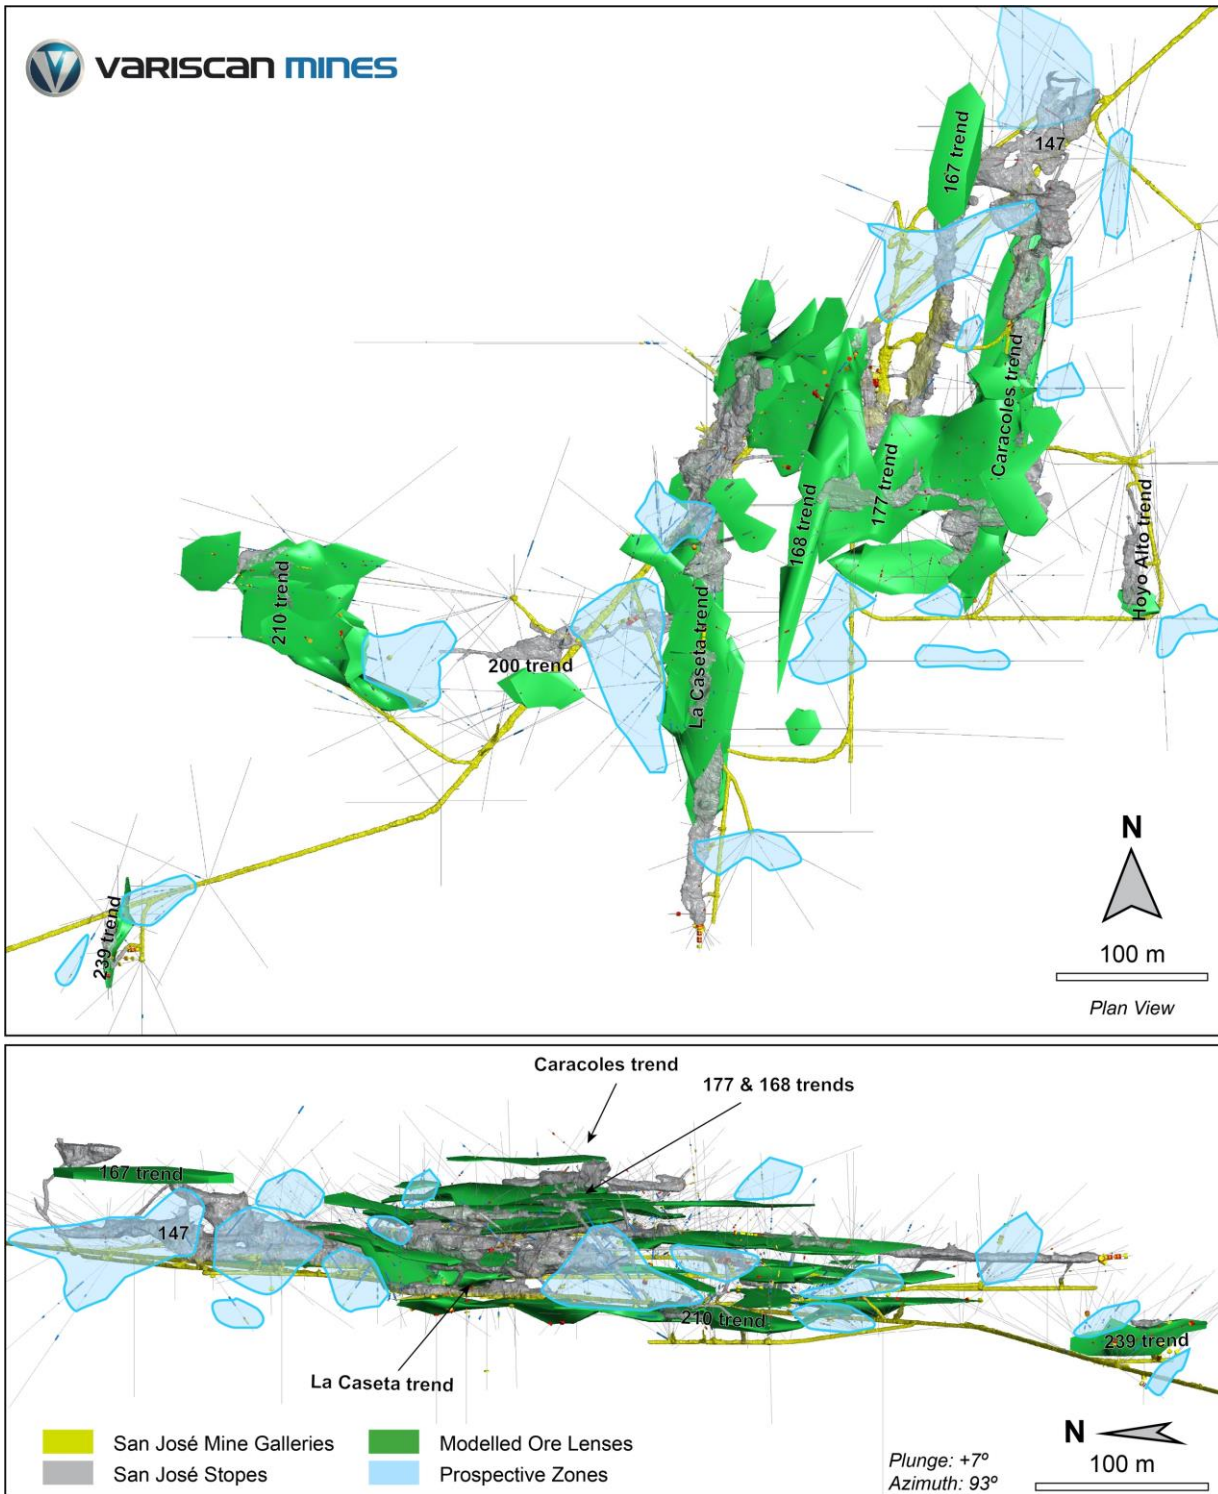 VARISCAN MINES
167 trend
147
Caracoles trend
177 trend
168 trend
Hoyo Alto trend
210 trend
La Caseta trend
200 trend
239 trend
N
100 m
Plan View
Caracoles trend
177 & 168 trends
167 trend
147
210 trend
239 trend
La Caseta trend
San José Mine Galleries
Modelled Ore Lenses
San José Stopes
Prospective Zones
Plunge: +7º
Azimuth: 93º
N
100 m